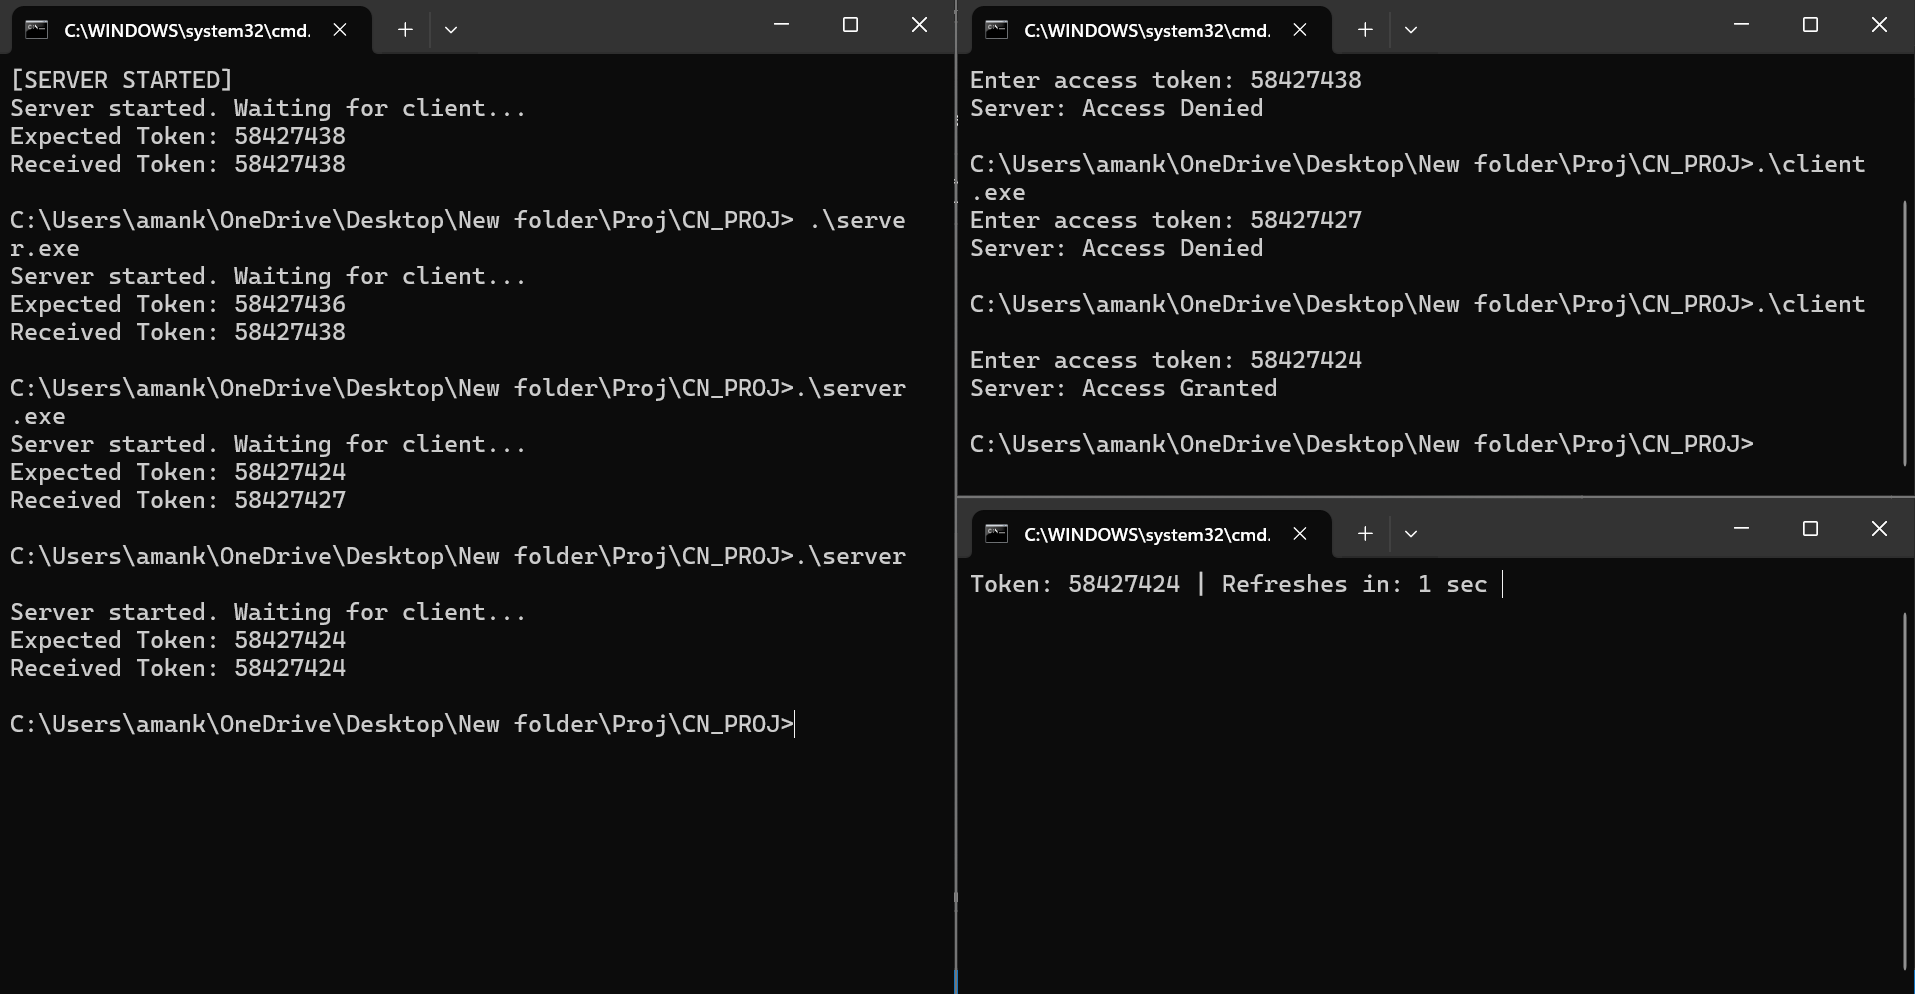 C:\WINDOWS\system32\cmd.
[SERVER STARTED]
Server started. Waiting for client...
Expected Token: 58427438
Received Token: 58427438
C:\Users\amank\OneDrive\Desktop\New folder\Proj\CN_PROJ> .\serve
r.exe
Server started. Waiting for client...
Expected Token: 58427436
Received Token: 58427438
C:\Users\amank\OneDrive\Desktop\New folder\Proj\CN_PROJ>.\server
.exe
Server started. Waiting for client...
Expected Token: 58427424
Received Token: 58427427
C:\Users\amank\OneDrive\Desktop\New folder\Proj\CN_PROJ>.\server
Server started. Waiting for client...
Expected Token: 58427424
Received Token: 58427424
C:\Users\amank\OneDrive\Desktop\New folder\Proj\CN_PROJ>
C:\WINDOWS\system32\cmd.
Enter access token: 58427438
Server: Access Denied
C:\Users\amank\OneDrive\Desktop\New folder\Proj\CN_PROJ>.\client
.exe
Enter access token: 58427427
Server: Access Denied
C:\Users\amank\OneDrive\Desktop\New folder\Proj\CN_PROJ>.\client
Enter access token: 58427424
Server: Access Granted
C:\Users\amank\OneDrive\Desktop\New folder\Proj\CN_PROJ>
C:\WINDOWS\system32\cmd.
Token: 58427424 | Refreshes in: 1 sec